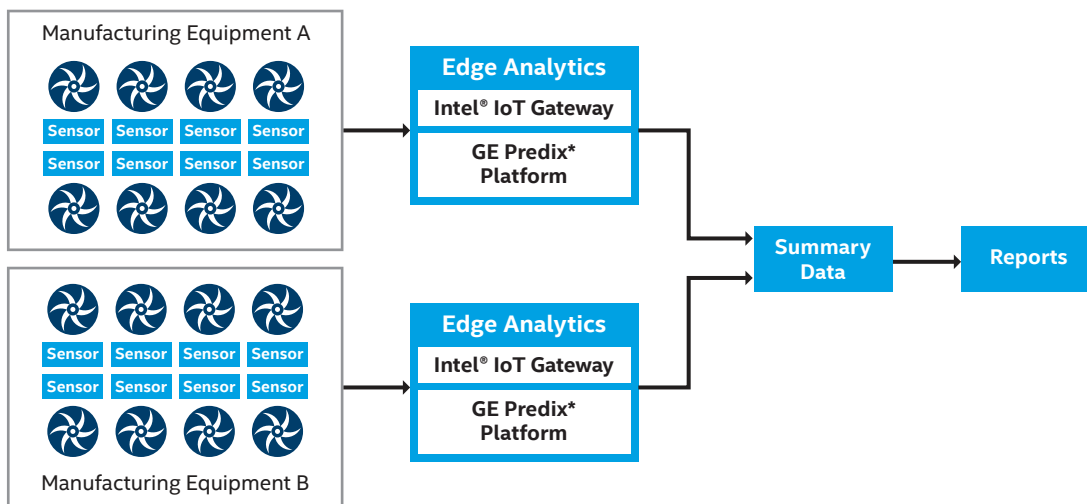 Manufacturing Equipment A
Sensor Sensor Sensor Sensor
Sensor Sensor Sensor Sensor
Edge Analytics
Intel® IoT Gateway
GE Predix*
Platform
Summary
Data
Reports
Sensor Sensor Sensor Sensor
Sensor Sensor Sensor Sensor
Manufacturing Equipment B
Edge Analytics
Intel® IoT Gateway
GE Predix*
Platform